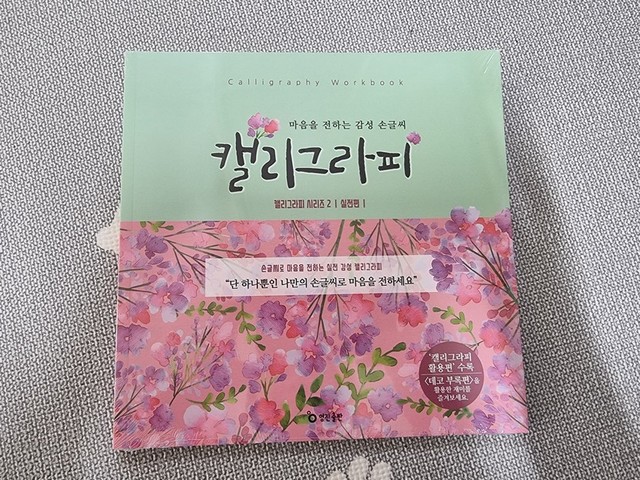 Calligraphy Workbook
마음을 전하는 감성 손글씨
캘리그라피
캘리그라피 시리즈 2 | 실전편 |
손글씨로 마음을 전하는 실전 감성 캘리그라피
“단 하나뿐인 나만의 손글씨로 마음을 전하세요”
‘캘리그라피
활용편’ 수록
〈데코 부록편〉을
활용한 재미를
즐겨보세요.
영진출판